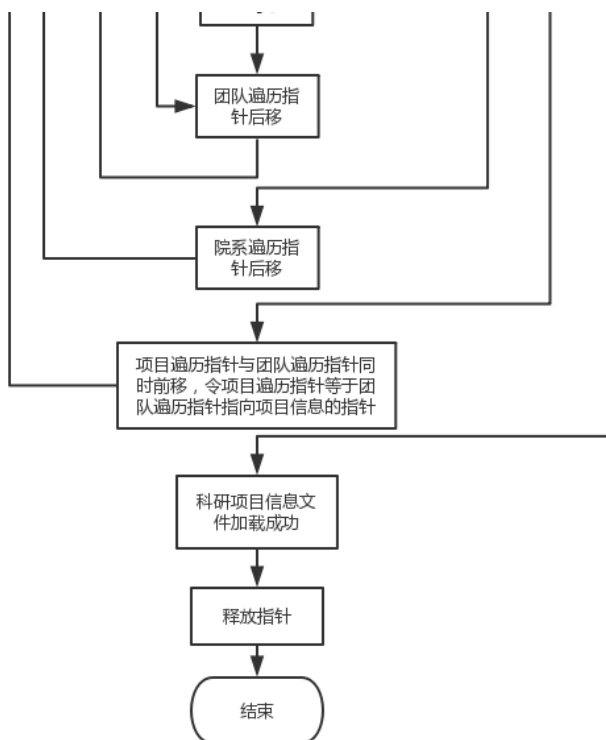 团队遍历指
针后移
院系遍历指
针后移
项目遍历指针与团队遍历指针同
时前移，令项目遍历指针等于团
队遍历指针指向项目信息的指针
科研项目信息文
件加载成功
释放指针
结束